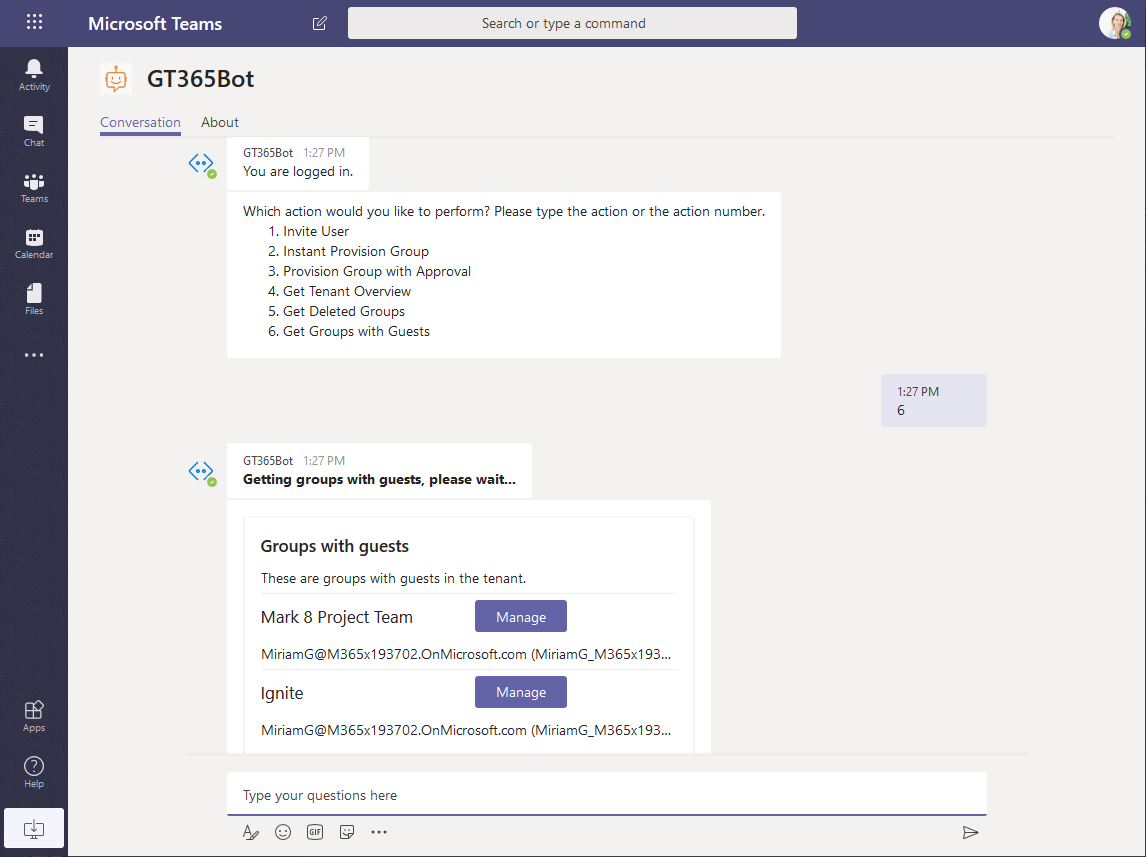 Microsoft Teams
Search or type a command
Activity
Chat
Teams
Calendar
Files
Apps
Help
GT365Bot
Conversation About
GT365Bot 1:27 PM
You are logged in.
Which action would you like to perform? Please type the action or the action number.
1. Invite User
2. Instant Provision Group
3. Provision Group with Approval
4. Get Tenant Overview
5. Get Deleted Groups
6. Get Groups with Guests
1:27 PM
6
GT365Bot 1:27 PM
Getting groups with guests, please wait...
Groups with guests
These are groups with guests in the tenant.
Mark 8 Project Team Manage
MiriamG@M365x193702.OnMicrosoft.com (MiriamG_M365x193...
Ignite Manage
MiriamG@M365x193702.OnMicrosoft.com (MiriamG_M365x193...
Type your questions here
GIF